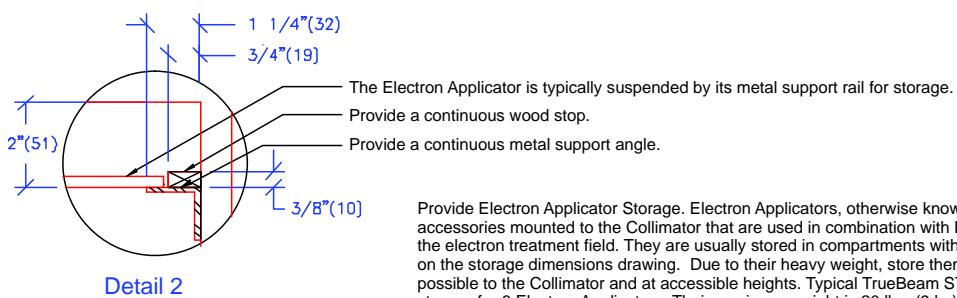 1 1/4"(32)
3/4"(19)
The Electron Applicator is typically suspended by its metal support rail for storage.
Provide a continuous wood stop.
2"(51)
Provide a continuous metal support angle.
3/8"(10)
Provide Electron Applicator Storage. Electron Applicators, otherwise know
accessories mounted to the Collimator that are used in combination with
the electron treatment field. They are usually stored in compartments with
on the storage dimensions drawing. Due to their heavy weight, store
possible to the Collimator and at accessible heights. Typical TrueBeam
Detail 2